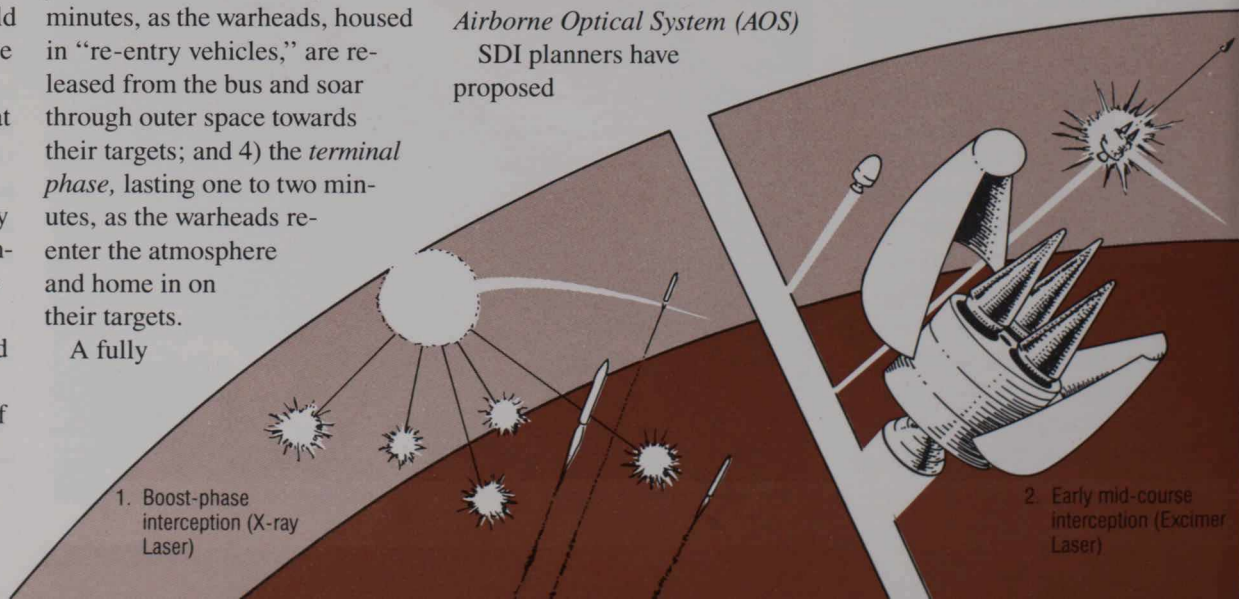 minutes, as the warheads, housed
in “re-entry vehicles,” are re-
leased from the bus and soar
through outer space towards
their targets; and 4) the terminal
phase, lasting one to two min-
utes, as the warheads re-
enter the atmosphere
and home in on
their targets.
A fully
Airborne Optical System (AOS)
SDI planners have
proposed
1. Boost-phase
interception (X-ray
Laser)
2. Early mid-course
interception (Excimer
Laser)